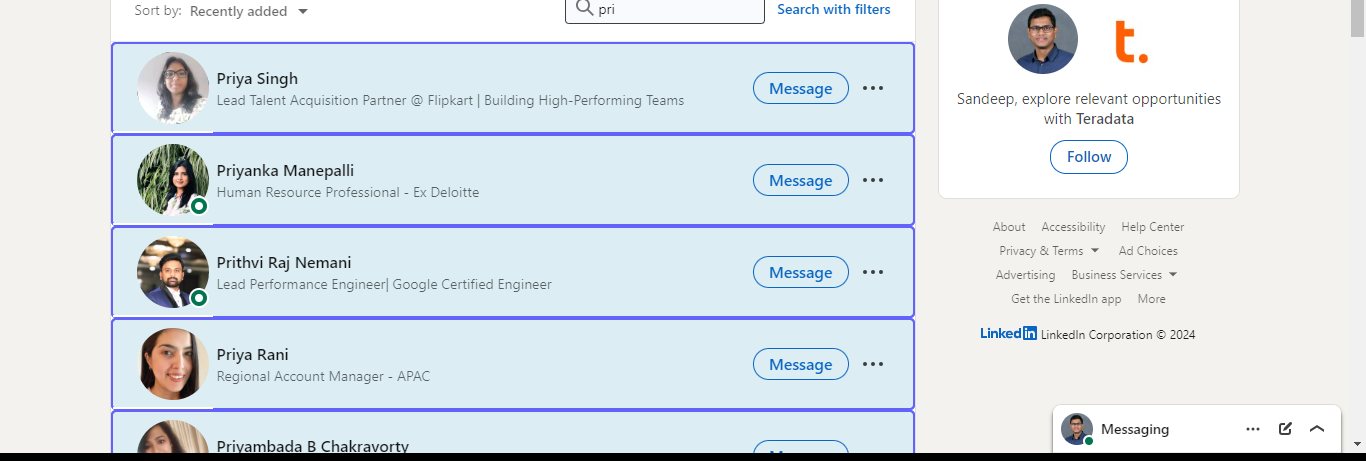 Sort by: Recently added
pri
Search with filters
Priya Singh
Lead Talent Acquisition Partner @ Flipkart | Building High-Performing Teams
Message
Priyanka Manepalli
Human Resource Professional - Ex Deloitte
Message
Prithvi Raj Nemani
Lead Performance Engineer| Google Certified Engineer
Message
Priya Rani
Regional Account Manager - APAC
Message
Priyambada B Chakravorty
Message
t.
Sandeep, explore relevant opportunities
with Teradata
Follow
About Accessibility Help Center
Privacy & Terms Ad Choices
Advertising Business Services
Get the LinkedIn app More
LinkedIn LinkedIn Corporation © 2024
Messaging